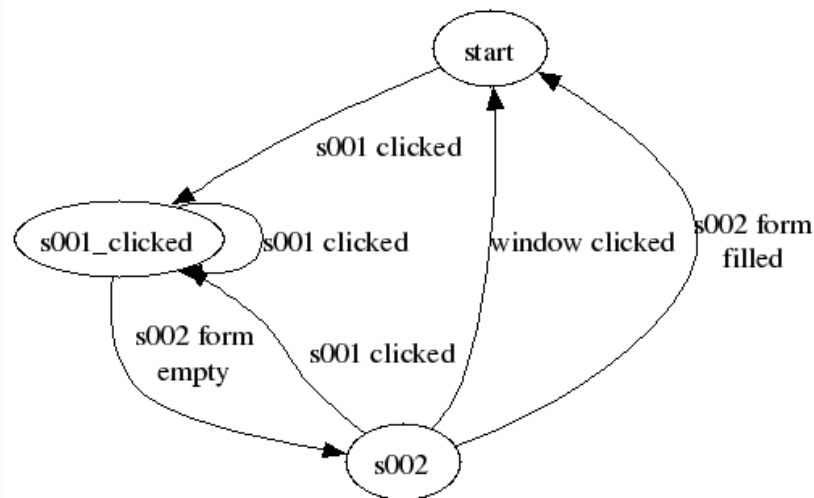 start
s001 clicked
s001_clicked
s001 clicked
window clicked
s002 form
filled
s002 form
empty
s001 clicked
s002